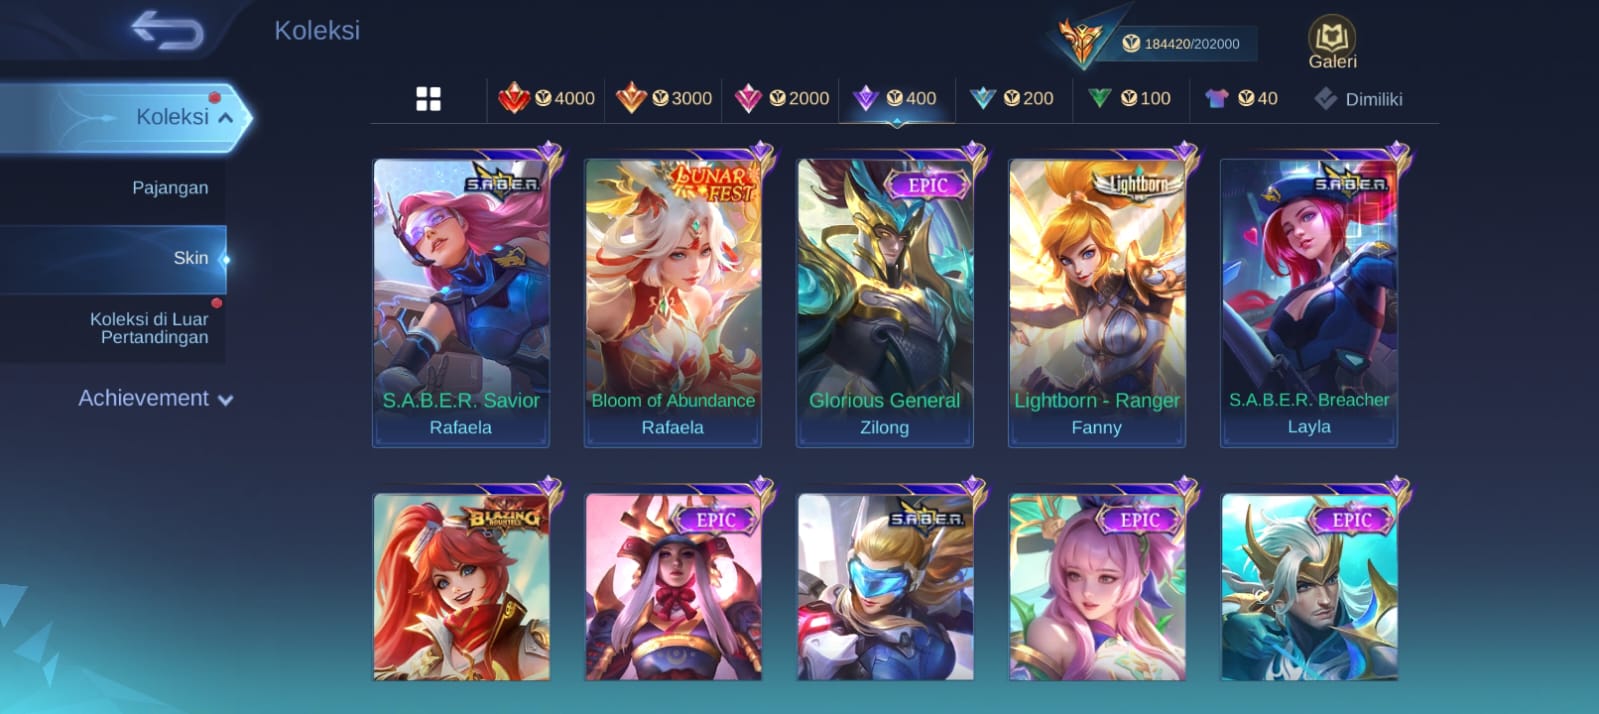 Koleksi
184420/202000
Galeri
4000
3000
2000
400
200
100
40
Dimiliki
Koleksi
Pajangan
Skin
Koleksi di Luar
Pertandingan
Achievement
S.A.B.E.R.
LUNAR
FEST
EPIC
Lightborn
S.A.B.E.R.
S.A.B.E.R. Savior
Bloom of Abundance
Glorious General
Lightborn - Ranger
S.A.B.E.R. Breacher
Rafaela
Rafaela
Zilong
Fanny
Layla
BLAZING
BOUNTIES
EPIC
S.A.B.E.R.
EPIC
EPIC